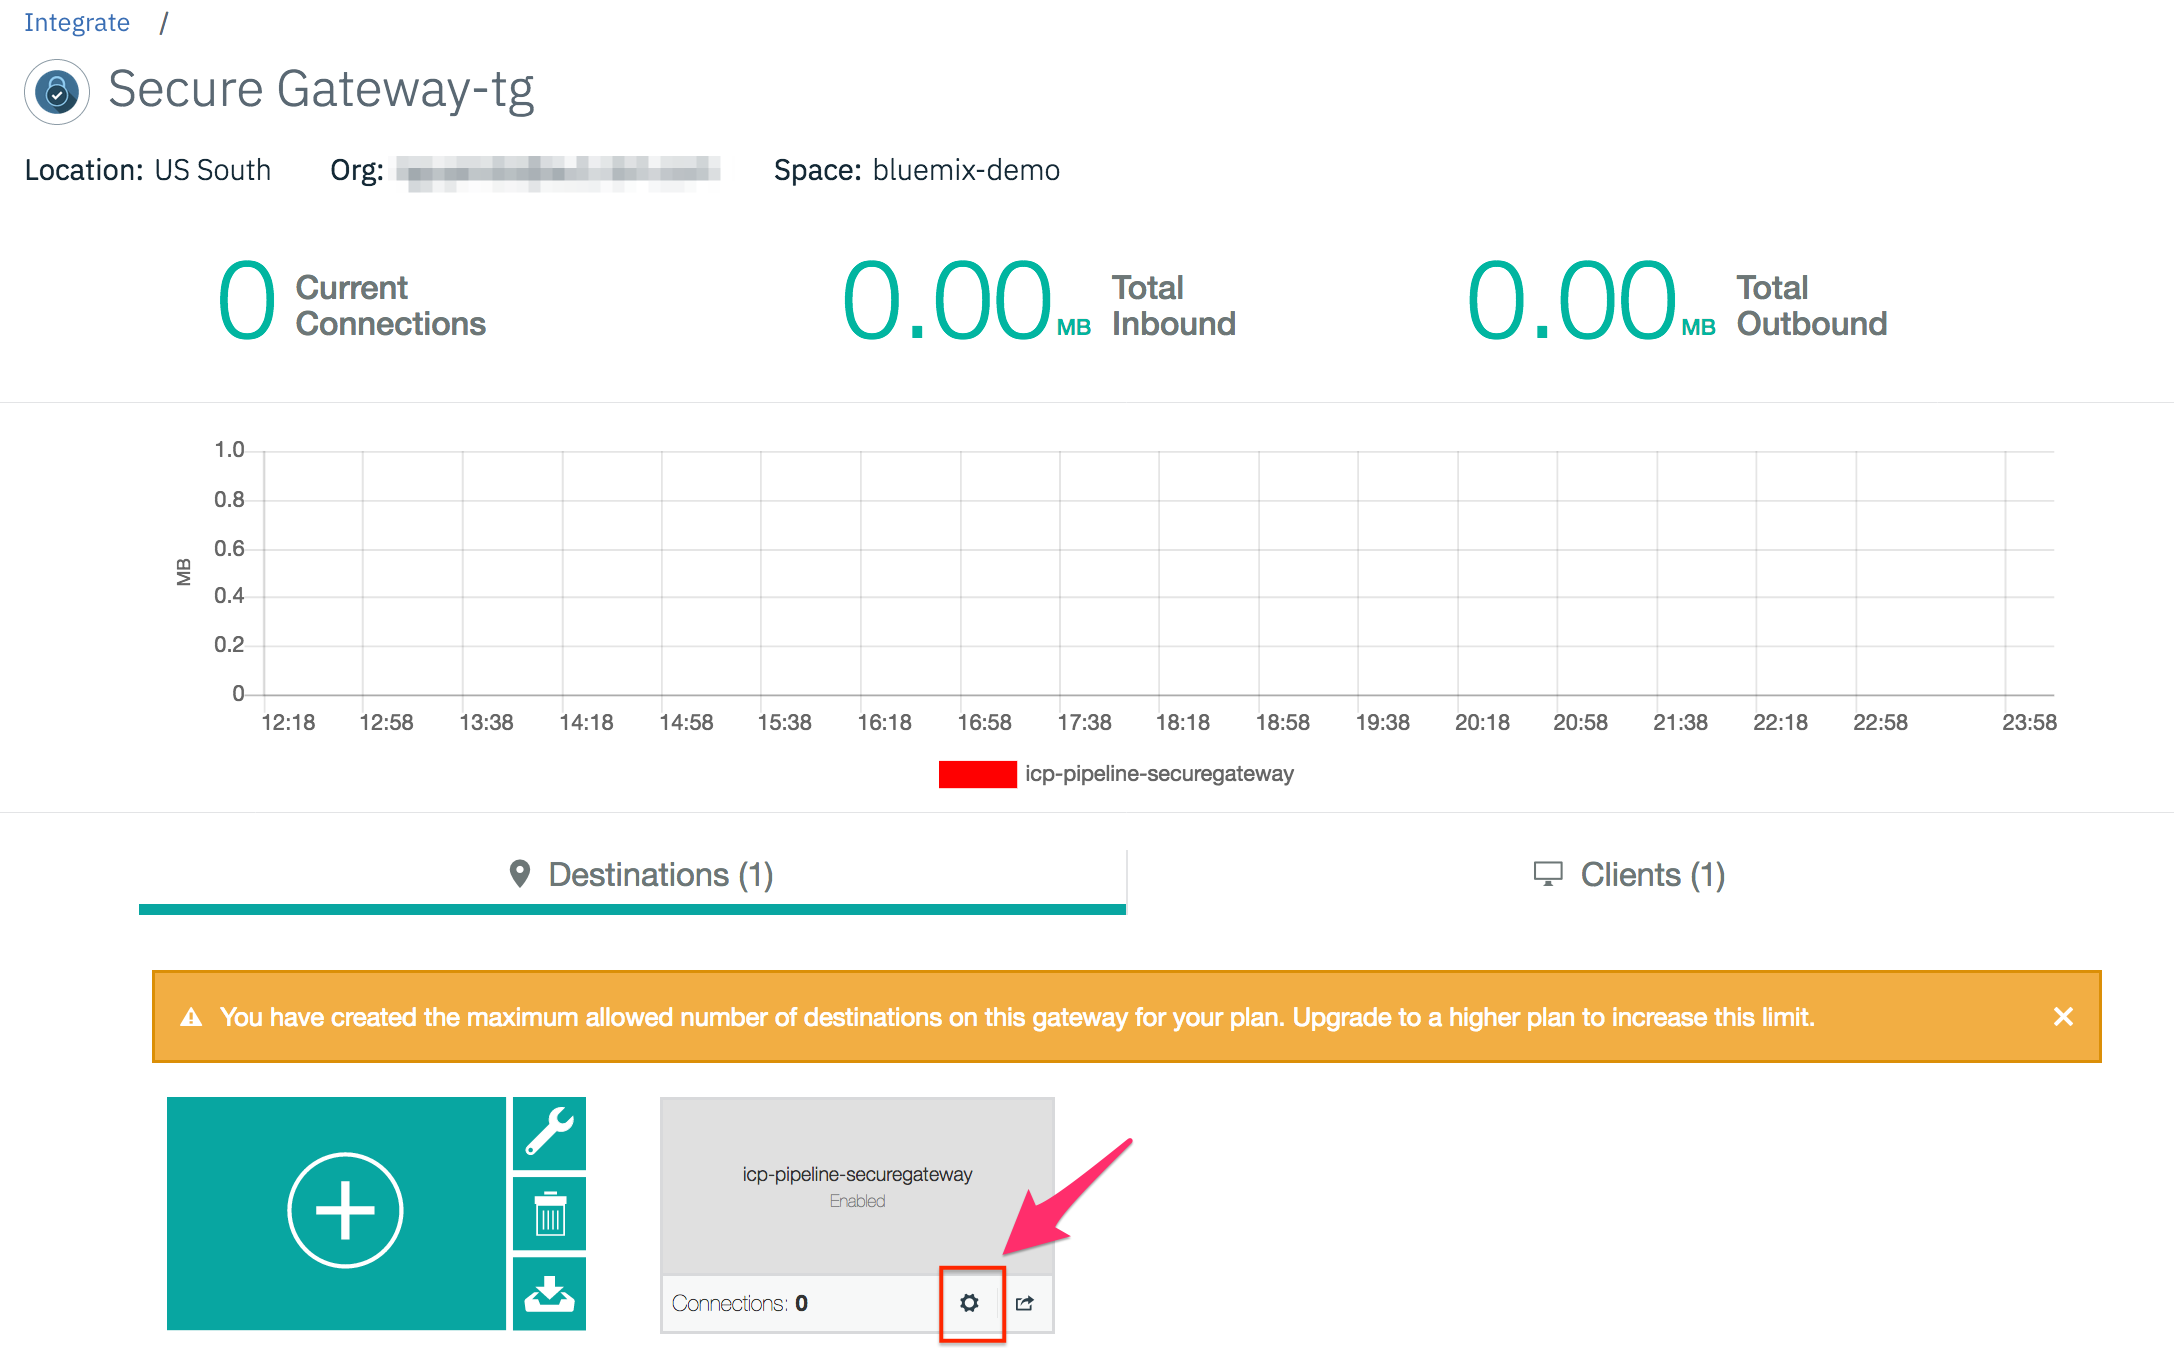 Integrate /
Secure Gateway-tg
Location: US South Org: Space: bluemix-demo
0 Current Connections
0.00 MB Total Inbound
0.00 MB Total Outbound
1.0
0.8
0.6
0.4
0.2
0
MB
12:18 12:58 13:38 14:18 14:58 15:38 16:18 16:58 17:38 18:18 18:58 19:38 20:18 20:58 21:38 22:18 22:58 23:58
icp-pipeline-securegateway
Destinations (1) Clients (1)
You have created the maximum allowed number of destinations on this gateway for your plan. Upgrade to a higher plan to increase this limit.
icp-pipeline-securegateway
Enabled
Connections: 0